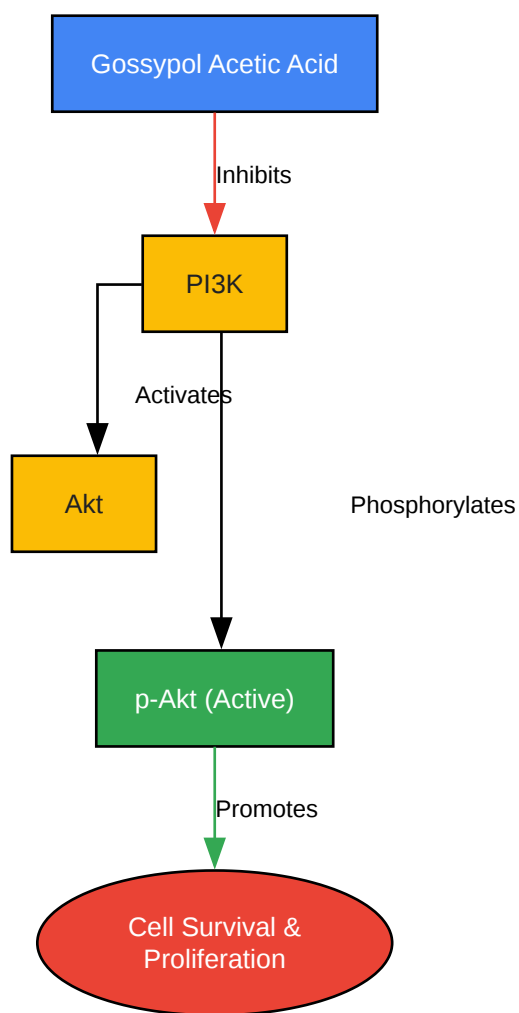 Gossypol Acetic Acid
Inhibits
PI3K
Activates
Akt
Phosphorylates
p-Akt (Active)
Promotes
Cell Survival &
Proliferation